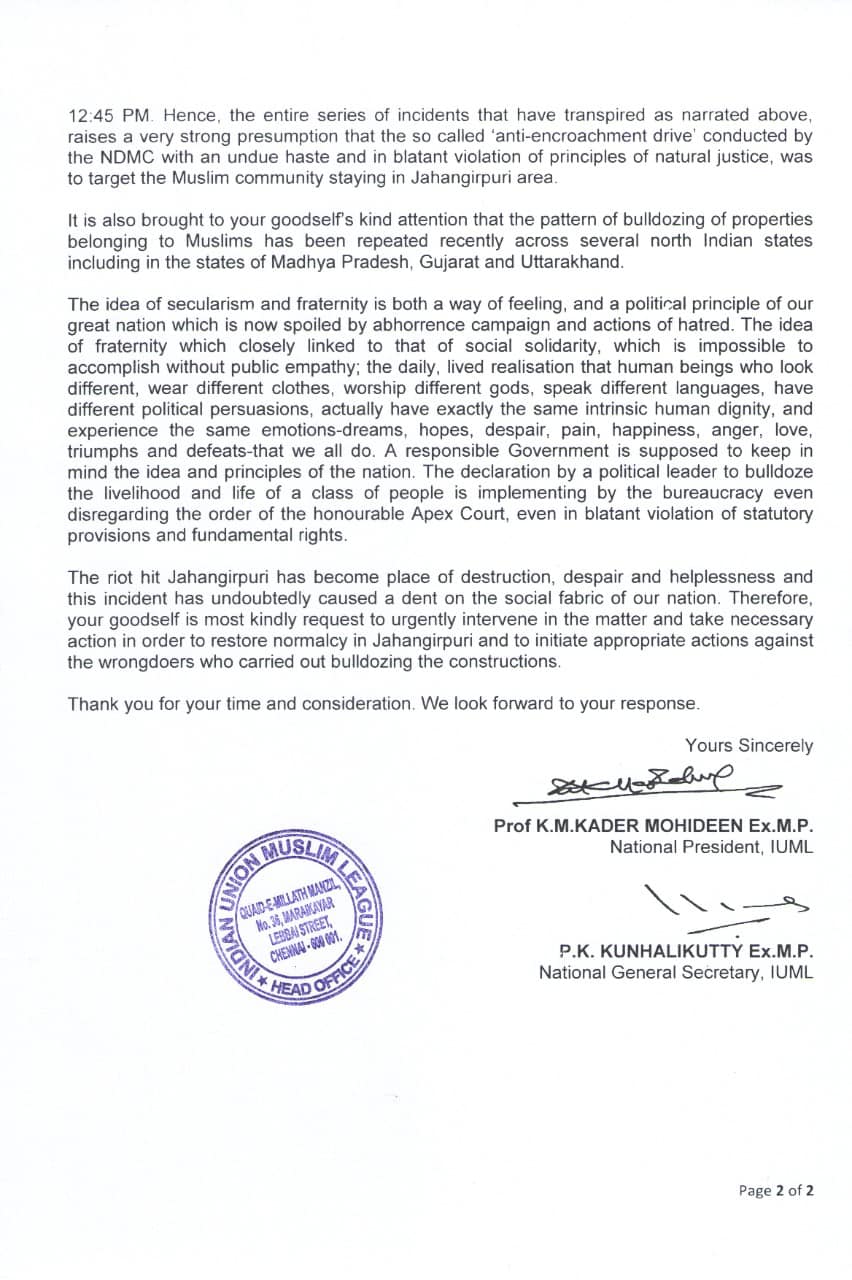 12:45 PM. Hence, the entire series of incidents that have transpired as narrated above,
raises a very strong presumption that the so called 'anti-encroachment drive' conducted by
the NDMC with an undue haste and in blatant violation of principles of natural justice, was
to target the Muslim community staying in Jahangirpuri area.
It is also brought to your goodself's kind attention that the pattern of bulldozing of properties
belonging to Muslims has been repeated recently across several north Indian states
including in the states of Madhya Pradesh, Gujarat and Uttarakhand.
The idea of secularism and fraternity is both a way of feeling, and a political principle of our
great nation which is now spoiled by abhorrence campaign and actions of hatred. The idea
of fraternity which closely linked to that of social solidarity, which is impossible to
accomplish without public empathy; the daily, lived realisation that human beings who look
different, wear different clothes, worship different gods, speak different languages, have
different political persuasions, actually have exactly the same intrinsic human dignity, and
experience the same emotions-dreams, hopes, despair, pain, happiness, anger, love,
triumphs and defeats-that we all do. A responsible Government is supposed to keep in
mind the idea and principles of the nation. The declaration by a political leader to bulldoze
the livelihood and life of a class of people is implementing by the bureaucracy even
disregarding the order of the honourable Apex Court, even in blatant violation of statutory
provisions and fundamental rights.
The riot hit Jahangirpuri has become place of destruction, despair and helplessness and
this incident has undoubtedly caused a dent on the social fabric of our nation. Therefore,
your goodself is most kindly request to urgently intervene in the matter and take necessary
action in order to restore normalcy in Jahangirpuri and to initiate appropriate actions against
the wrongdoers who carried out bulldozing the constructions.
Thank you for your time and consideration. We look forward to your response.
Yours Sincerely
Prof K.M.KADER MOHIDEEN Ex.M.P.
National President, IUML
P.K. KUNHALIKUTTY Ex.M.P.
National General Secretary, IUML
INDIAN UNION MUSLIM LEAGUE
QUAID-E-MILLATH MANZIL,
No. 36, MARAIKAYAR
LEBBAI STREET,
CHENNAI - 600 001.
★ HEAD OFFICE ★
Page 2 of 2